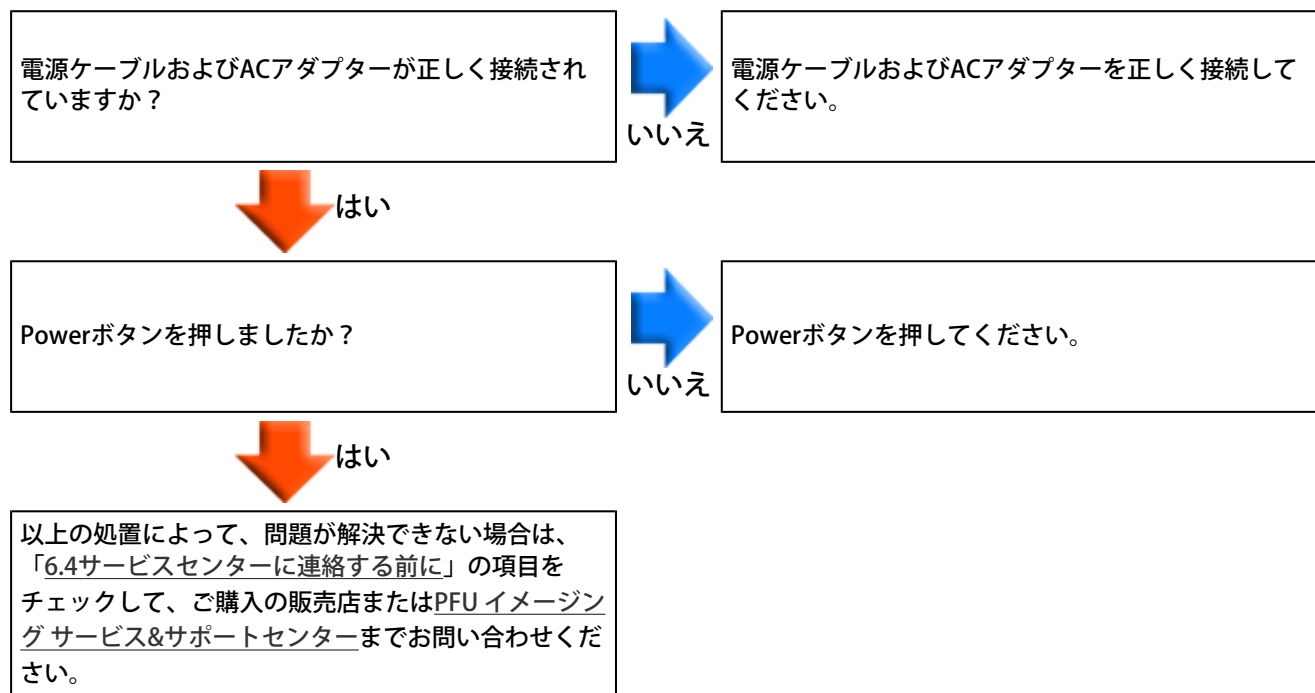 電源ケーブルおよびACアダプターが正しく接続され
ていますか？
いいえ
電源ケーブルおよびACアダプターを正しく接続して
ください。
はい
Powerボタンを押しましたか？
いいえ
Powerボタンを押してください。
はい
以上の処置によって、問題が解決できない場合は、
「6.4サービスセンターに連絡する前に」の項目を
チェックして、ご購入の販売店またはPFU イメージン
グ サービス&サポートセンターまでお問い合わせくだ
さい。